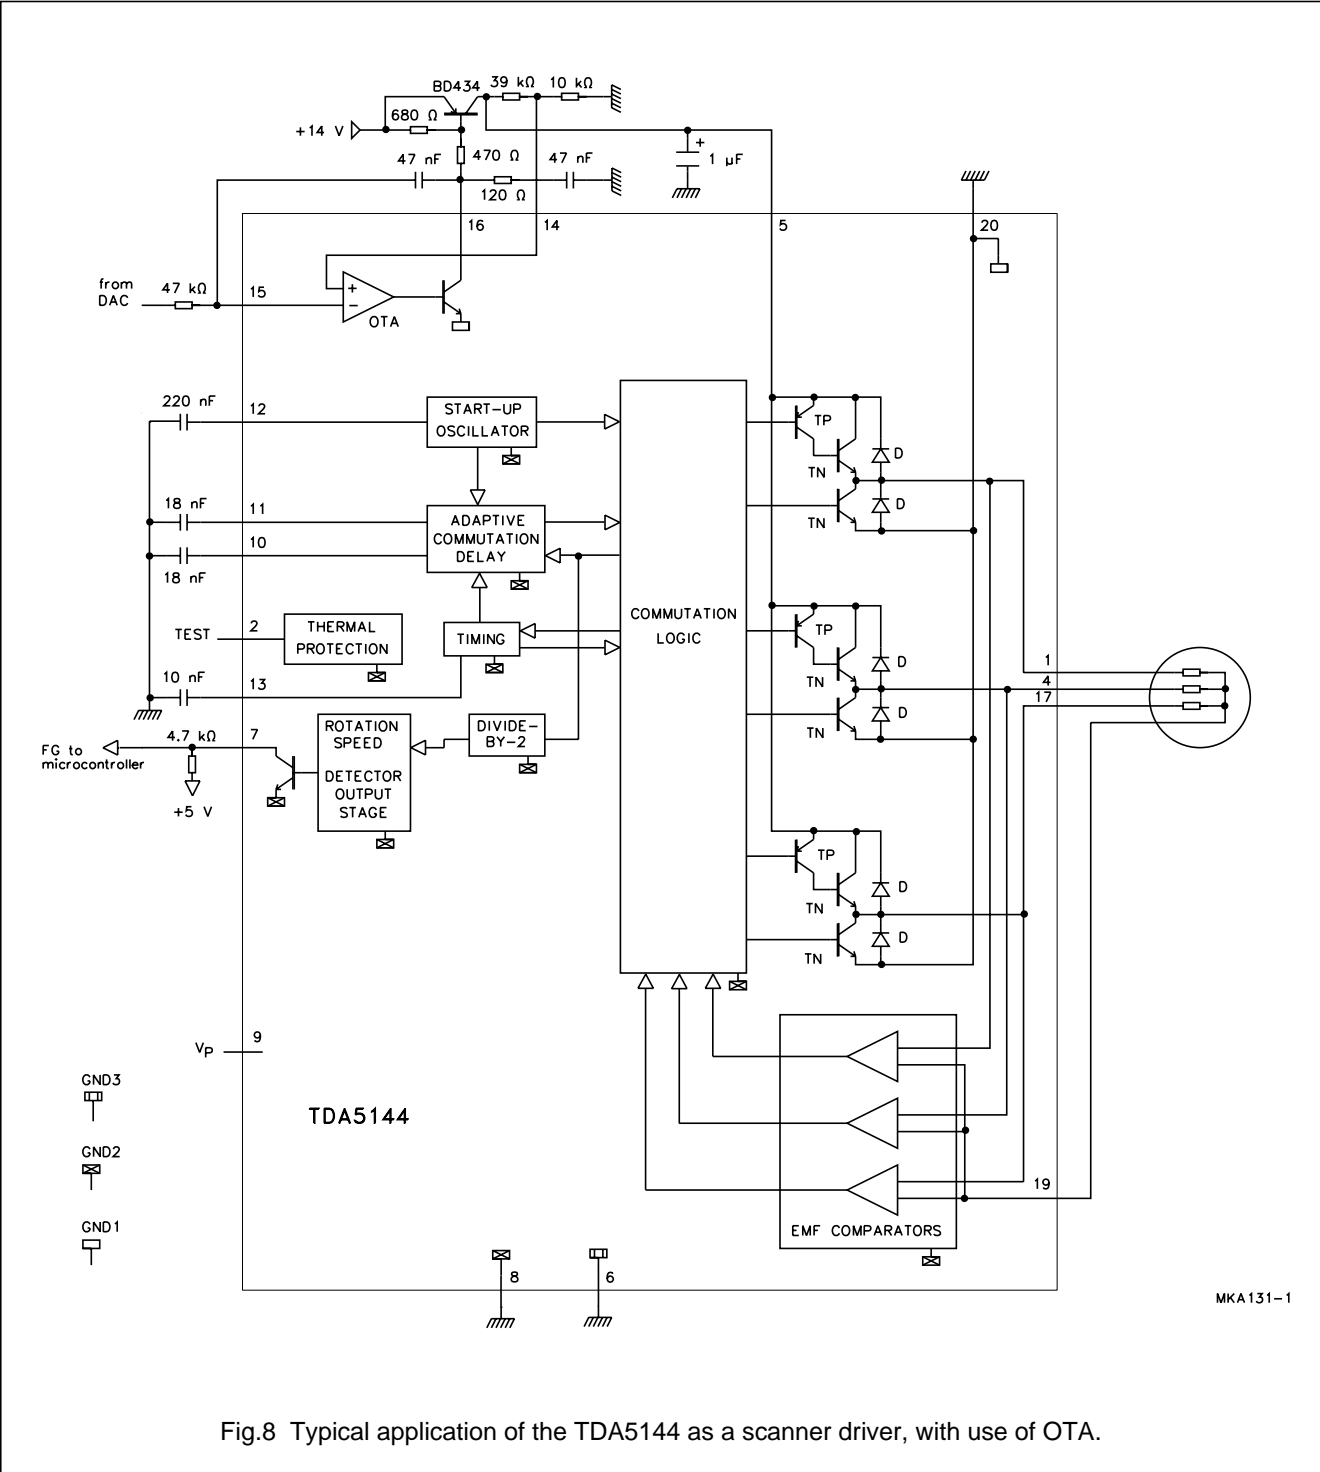 BD434
39 kΩ
10 kΩ
680 Ω
+14 V
47 nF
470 Ω
47 nF
+
1 µF
120 Ω
16
14
5
20
from
DAC
47 kΩ
15
+
−
OTA
220 nF
12
START-UP
OSCILLATOR
TP
TN
D
18 nF
11
ADAPTIVE
COMMUTATION
DELAY
TN
D
10
18 nF
COMMUTATION
LOGIC
TEST
2
THERMAL
PROTECTION
TIMING
TP
TN
D
1
4
17
10 nF
13
TN
D
4.7 kΩ
7
ROTATION
SPEED
DETECTOR
OUTPUT
STAGE
DIVIDE-
BY-2
FG to
microcontroller
+5 V
TP
TN
D
TN
D
VP
9
GND3
TDA5144
GND2
19
GND1
EMF COMPARATORS
8
6
MKA131-1
Fig.8 Typical application of the TDA5144 as a scanner driver, with use of OTA.